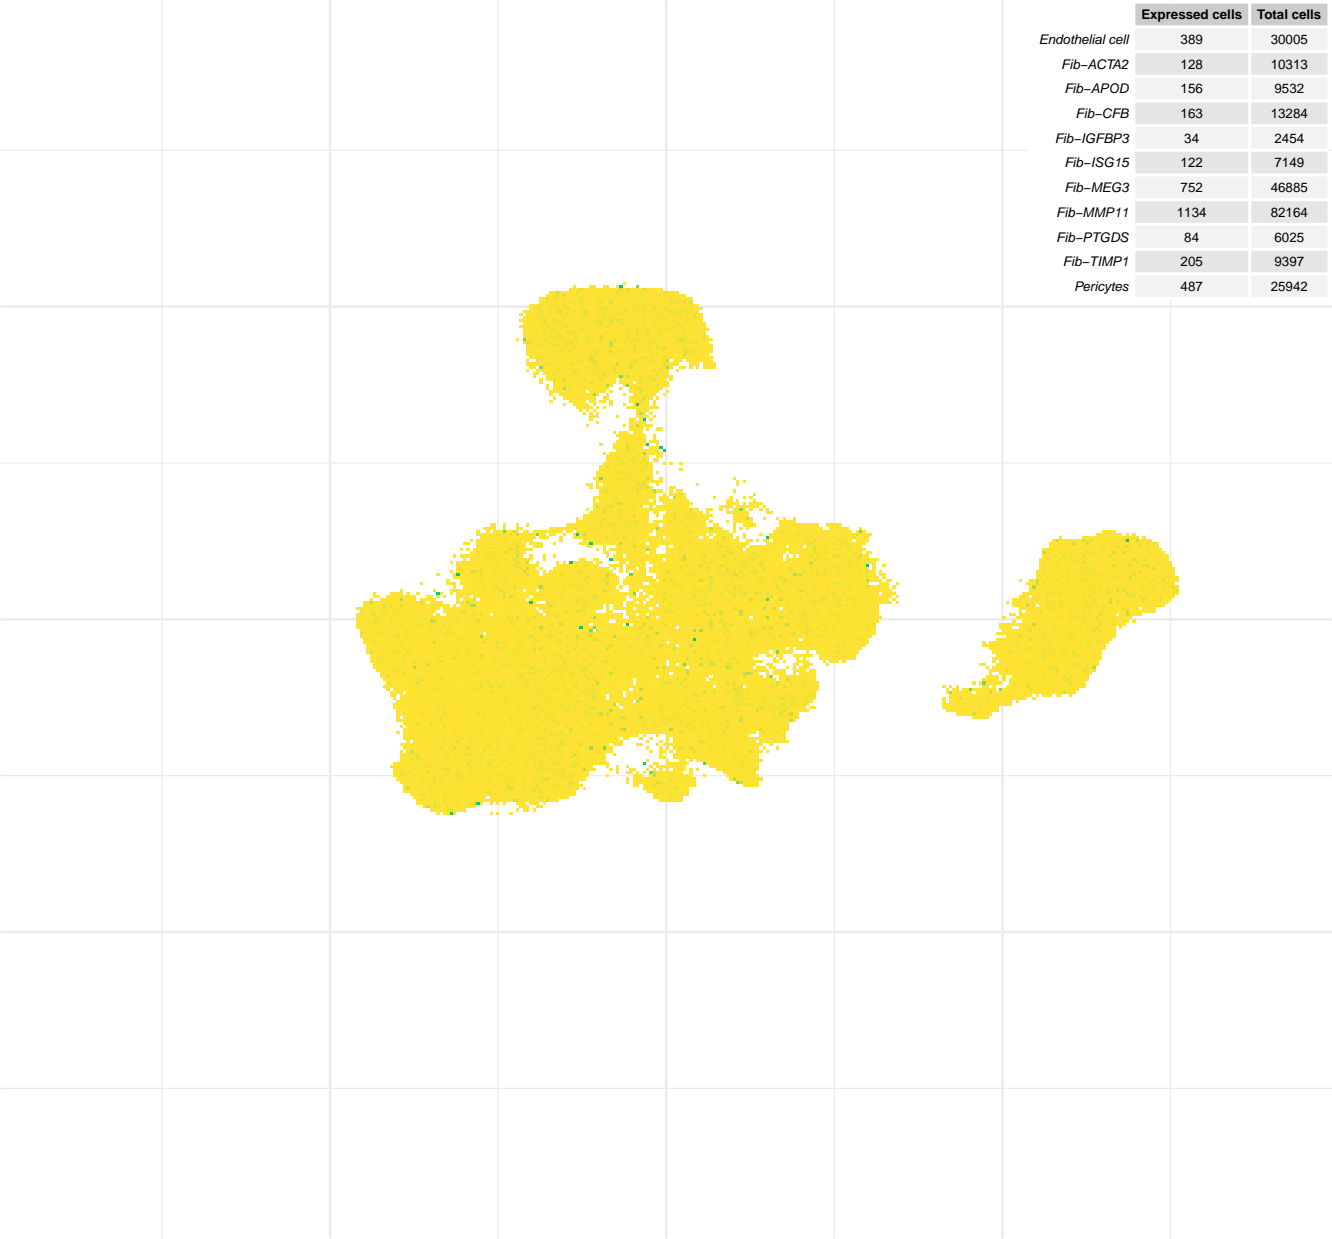 Expressed cells Total cells
Endothelial cell 389 30005
Fib−ACTA2 128 10313
Fib−APOD 156 9532
Fib−CFB 163 13284
Fib−IGFBP3 34 2454
Fib−ISG15 122 7149
Fib−MEG3 752 46885
Fib−MMP11 1134 82164
Fib−PTGDS 84 6025
Fib−TIMP1 205 9397
Pericytes 487 25942